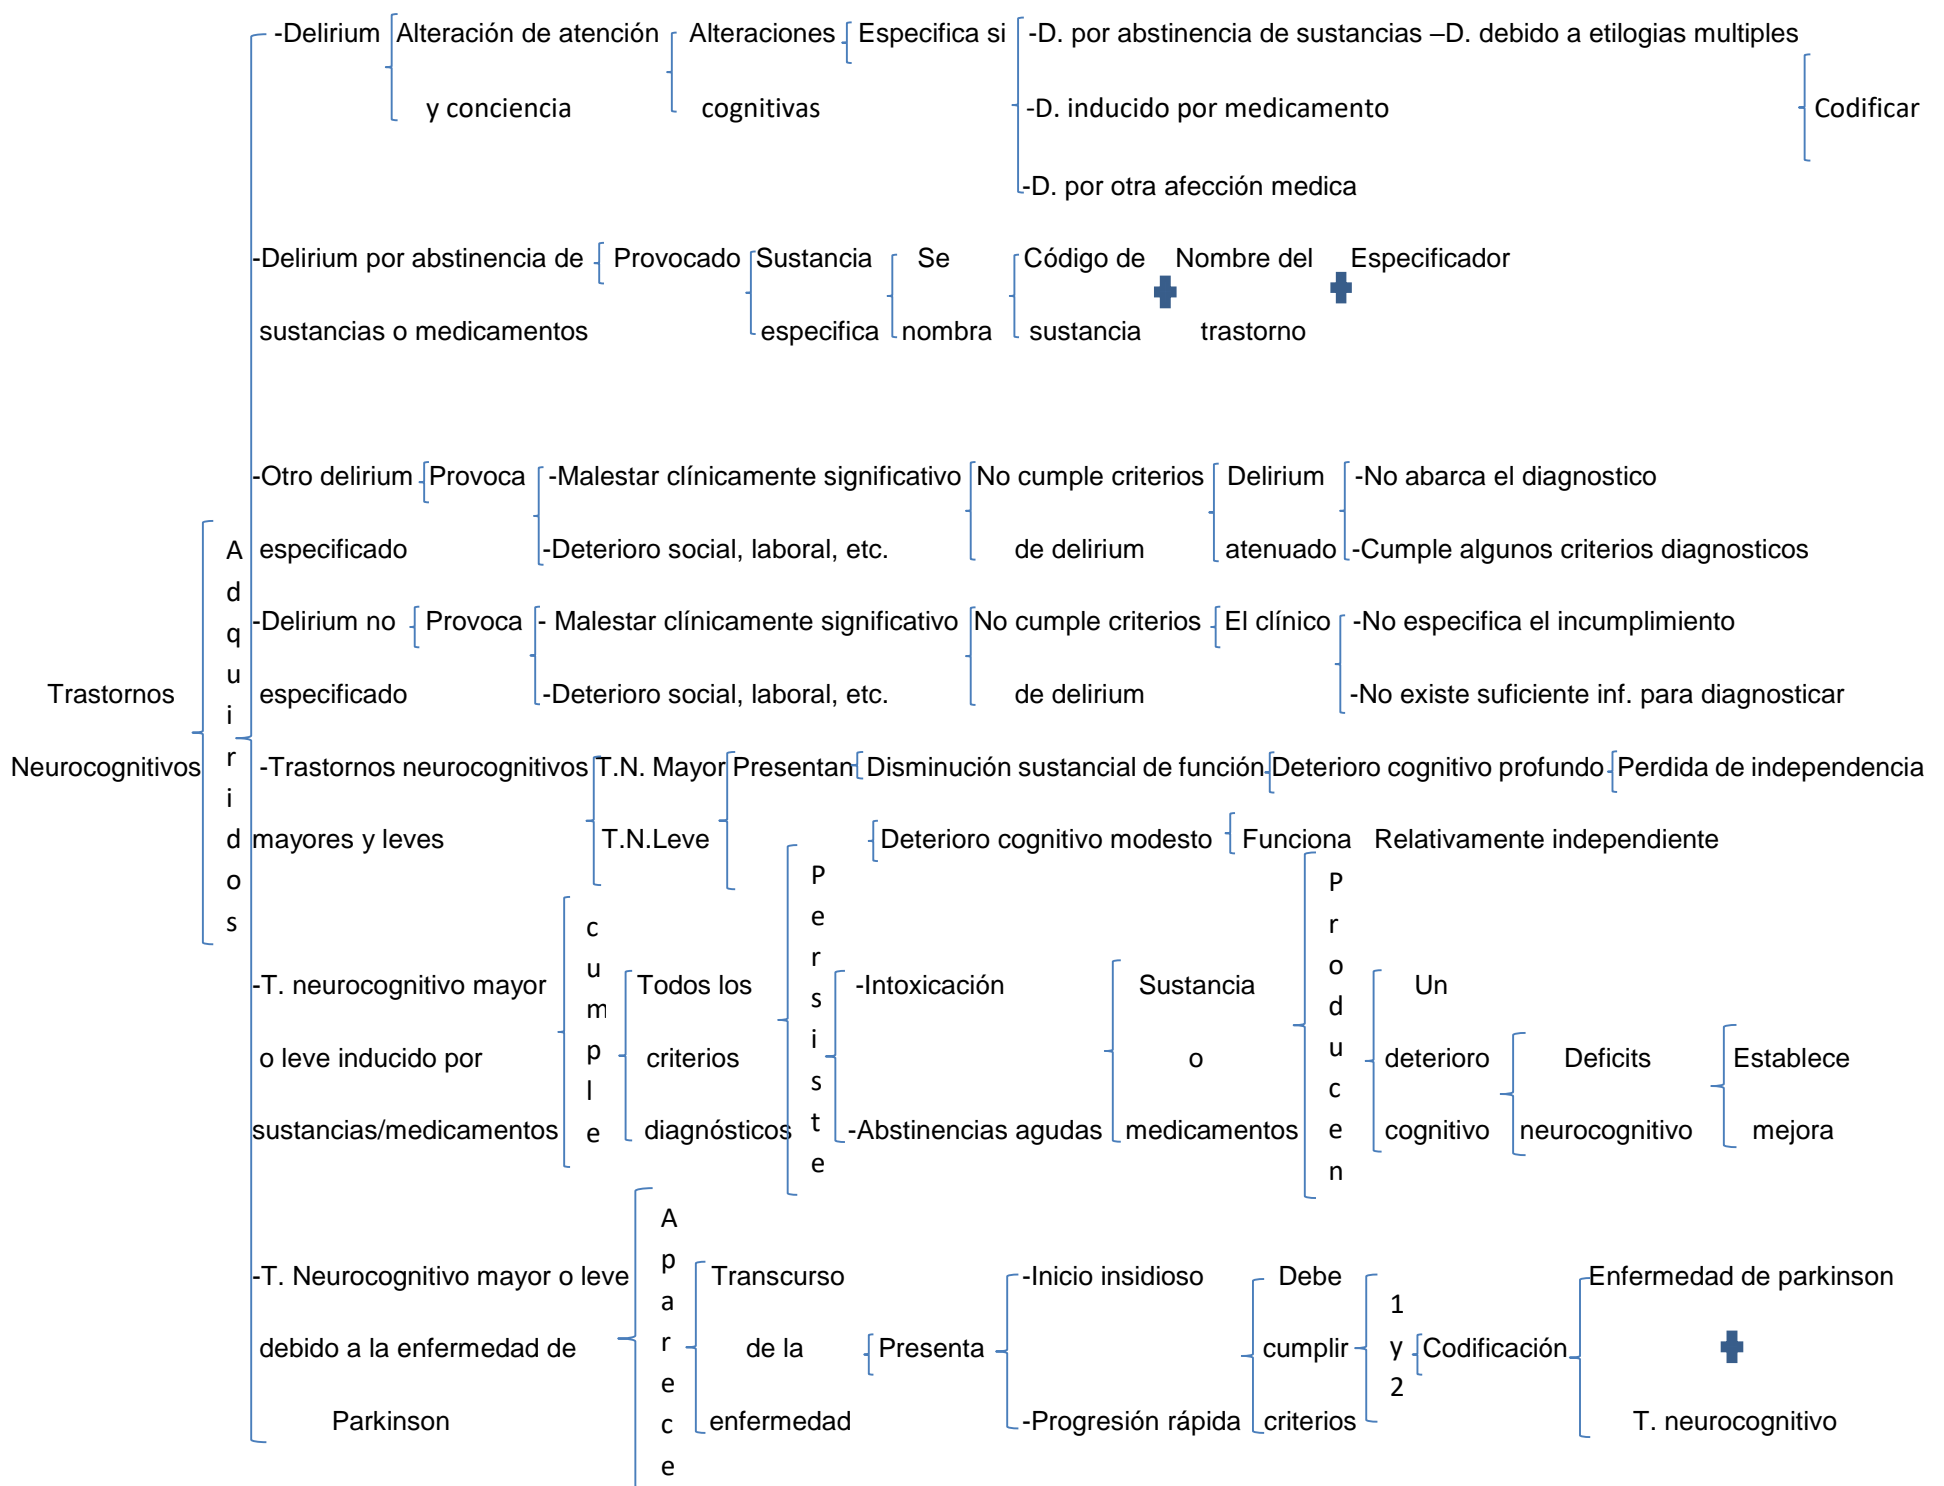 -Delirium Alteración de atención Alteraciones Especifica si -D. por abstinencia de sustancias –D. debido a etilogias multiples
y conciencia cognitivas -D. inducido por medicamento Codificar
-D. por otra afección medica
-Delirium por abstinencia de Provocado Sustancia Se Código de Nombre del Especificador
sustancias o medicamentos especifica nombra sustancia trastorno
-Otro delirium Provoca -Malestar clínicamente significativo No cumple criterios Delirium -No abarca el diagnostico
especificado -Deterioro social, laboral, etc. de delirium atenuado -Cumple algunos criterios diagnosticos
-Delirium no Provoca - Malestar clínicamente significativo No cumple criterios El clínico -No especifica el incumplimiento
Trastornos especificado -Deterioro social, laboral, etc. de delirium -No existe suficiente inf. para diagnosticar
Neurocognitivos
Adquiridos
-Trastornos neurocognitivos T.N. Mayor Presentan Disminución sustancial de función Deterioro cognitivo profundo Perdida de independencia
mayores y leves T.N.Leve Deterioro cognitivo modesto Funciona Relativamente independiente
cumple
Persiste
Producen
-T. neurocognitivo mayor Todos los -Intoxicación Sustancia Un
o leve inducido por criterios o deterioro Deficits Establece
sustancias/medicamentos diagnósticos -Abstinencias agudas medicamentos cognitivo neurocognitivo mejora
Aparece
-T. Neurocognitivo mayor o leve Transcurso -Inicio insidioso Debe 1 Enfermedad de parkinson
debido a la enfermedad de de la Presenta cumplir y Codificación
2
Parkinson enfermedad -Progresión rápida criterios T. neurocognitivo